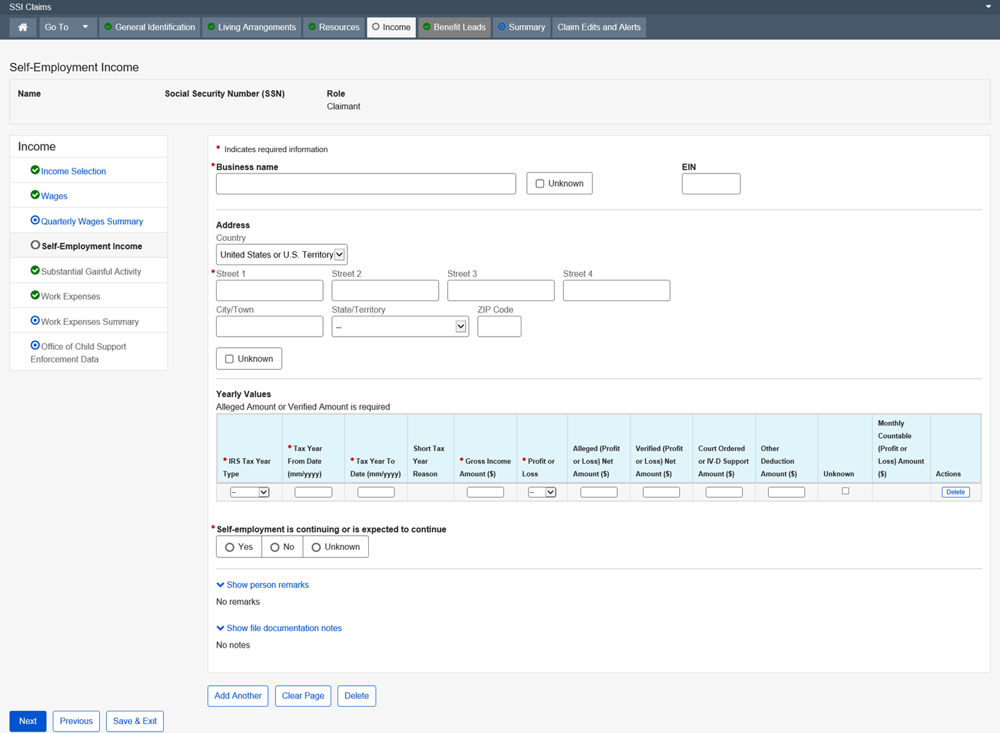 SSI Claims
Go To
General Identification
Living Arrangements
Resources
Income
Benefit Leads
Summary
Claim Edits and Alerts
Self-Employment Income
Name
Social Security Number (SSN)
Role
Claimant
Income
Income Selection
Wages
Quarterly Wages Summary
Self-Employment Income
Substantial Gainful Activity
Work Expenses
Work Expenses Summary
Office of Child Support
Enforcement Data
* Indicates required information
* Business name
Unknown
EIN
Address
Country
United States or U.S. Territory
* Street 1
Street 2
Street 3
Street 4
City/Town
State/Territory
ZIP Code
--
Unknown
Yearly Values
Alleged Amount or Verified Amount is required
* IRS Tax Year
Type
* Tax Year
From Date
(mm/yyyy)
* Tax Year To
Date (mm/yyyy)
Short Tax
Year
Reason
* Gross Income
Amount ($)
* Profit or
Loss
Alleged (Profit
or Loss) Net
Amount ($)
Verified (Profit
or Loss) Net
Amount ($)
Court Ordered
or IV-D Support
Amount ($)
Other
Deduction
Amount ($)
Unknown
Monthly
Countable
(Profit or
Loss) Amount
($)
Actions
--
--
Delete
* Self-employment is continuing or is expected to continue
Yes
No
Unknown
Show person remarks
No remarks
Show file documentation notes
No notes
Add Another
Clear Page
Delete
Next
Previous
Save & Exit